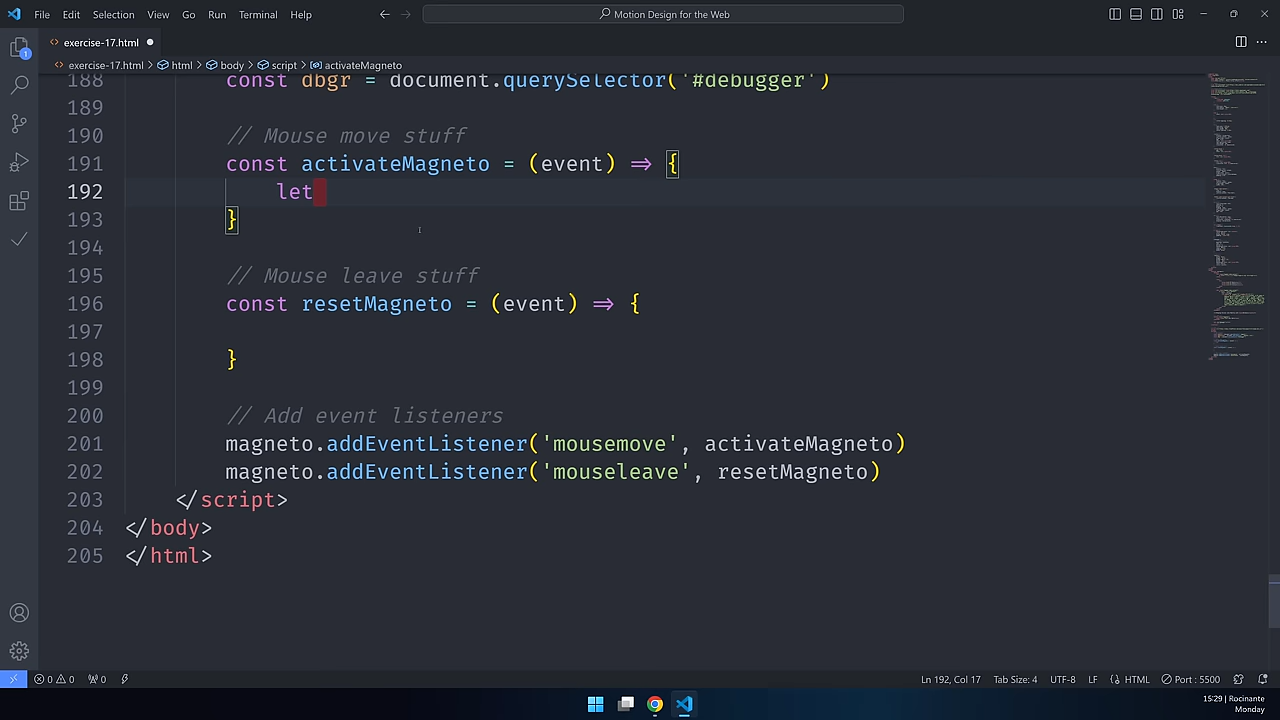 File Edit Selection View Go Run Terminal Help
Motion Design for the Web
exercise-17.html
exercise-17.html > html > body > script > activateMagneto
188 const dbgr = document.querySelector('#debugger')
189
190 // Mouse move stuff
191 const activateMagneto = (event) => {
192 let
193 }
194
195 // Mouse leave stuff
196 const resetMagneto = (event) => {
197
198 }
199
200 // Add event listeners
201 magneto.addEventListener('mousemove', activateMagneto)
202 magneto.addEventListener('mouseleave', resetMagneto)
203 </script>
204 </body>
205 </html>
1
0 0 0 Ln 192, Col 17 Tab Size: 4 UTF-8 LF HTML Port : 5500
15:29 | Rocinante
Monday